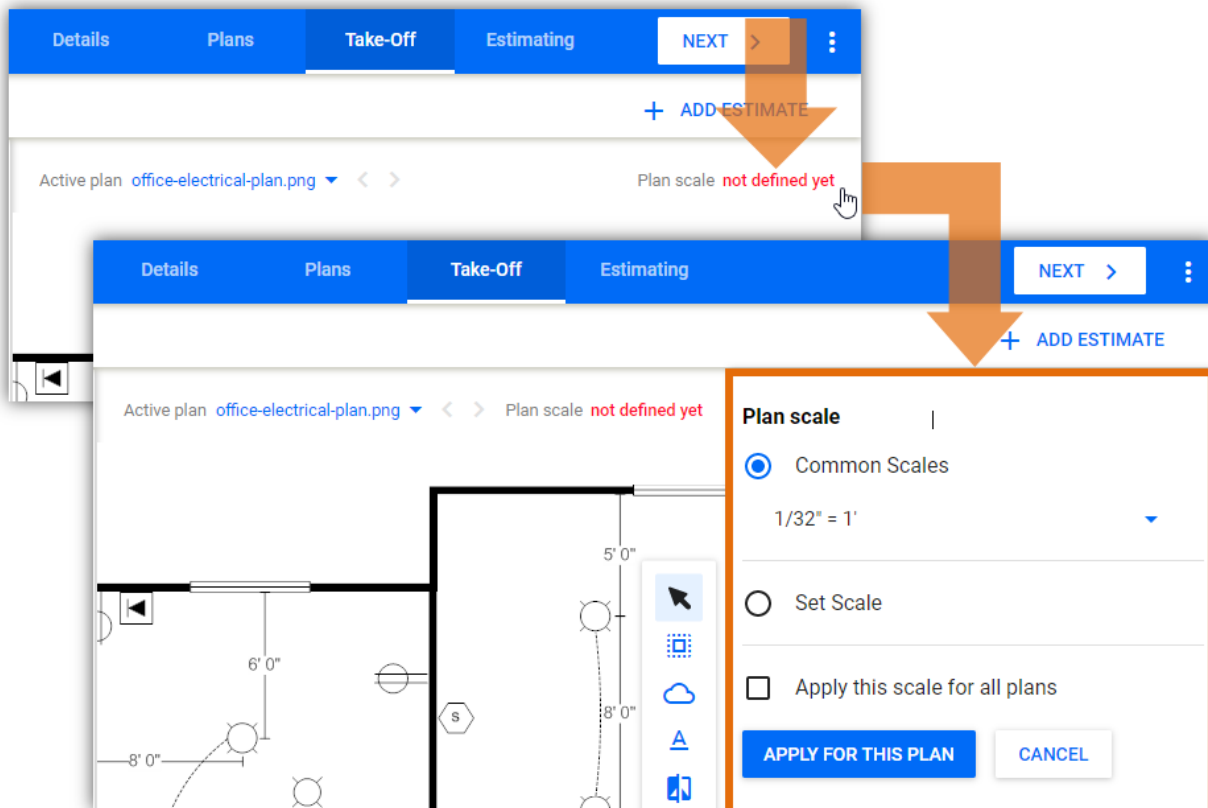 Details Plans Take-Off Estimating NEXT
ADD ESTIMATE
Active plan office-electrical-plan.png Plan scale not defined yet
Details Plans Take-Off Estimating NEXT
ADD ESTIMATE
Active plan office-electrical-plan.png Plan scale not defined yet
Plan scale
Common Scales
1/32" = 1'
Set Scale
Apply this scale for all plans
APPLY FOR THIS PLAN CANCEL
5' 0"
6' 0"
S
8' 0"
8' 0"
A